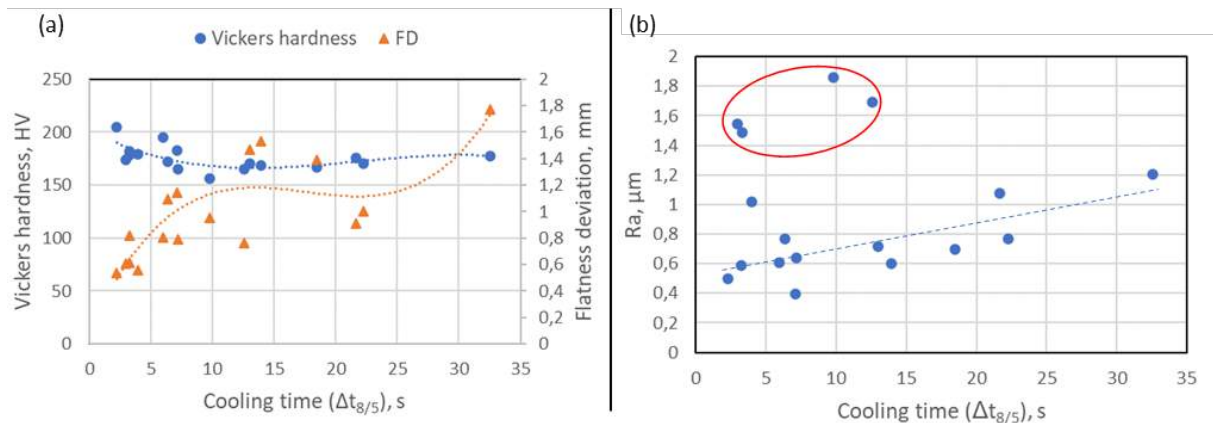 (a)
Vickers hardness FD
250
200
150
100
50
0
Vickers hardness, HV
2
1,8
1,6
1,4
1,2
1
0,8
0,6
0,4
0,2
0
Flatness deviation, mm
0 5 10 15 20 25 30 35
Cooling time (Δt8/5), s
(b)
2
1,8
1,6
1,4
1,2
1
0,8
0,6
0,4
0,2
0
Ra, μm
0 5 10 15 20 25 30 35
Cooling time (Δt8/5), s